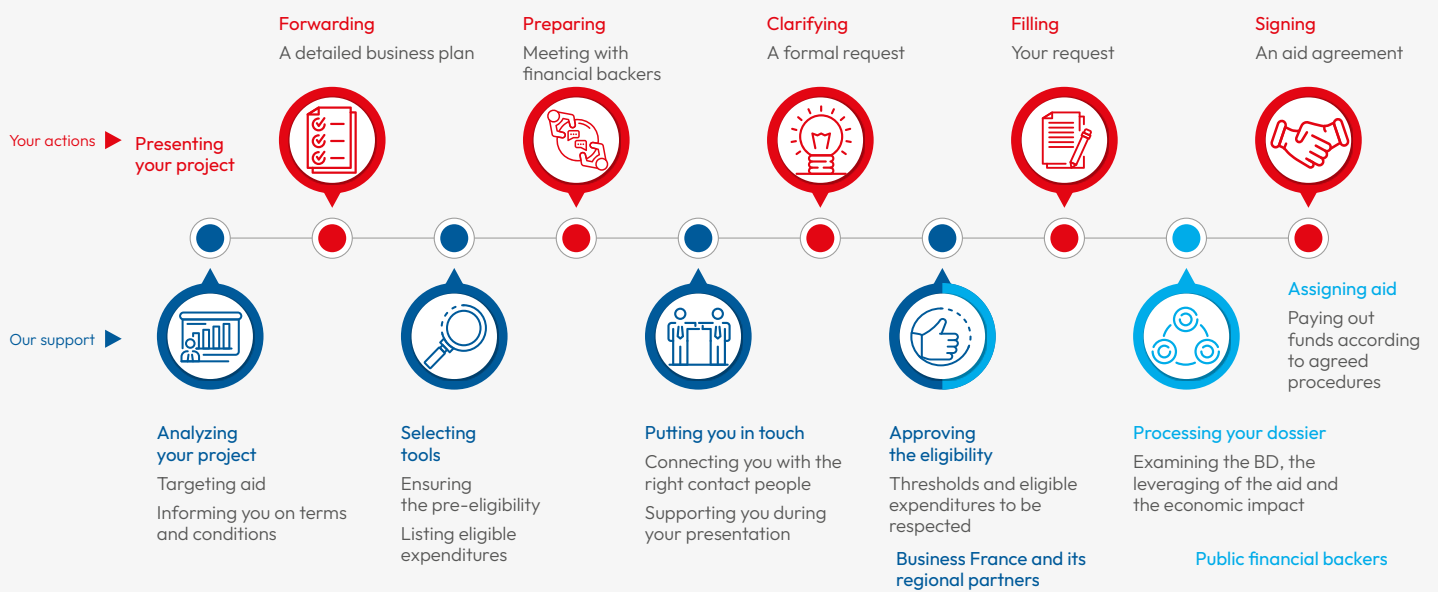 Forwarding
A detailed business plan
Preparing
Meeting with
financial backers
Clarifying
A formal request
Filling
Your request
Signing
An aid agreement
Your actions
Presenting
your project
Our support
Assigning aid
Paying out
funds according
to agreed
procedures
Analyzing
your project
Targeting aid
Informing you on terms
and conditions
Selecting
tools
Ensuring
the pre-eligibility
Listing eligible
expenditures
Putting you in touch
Connecting you with the
right contact people
Supporting you during
your presentation
Approving
the eligibility
Thresholds and eligible
expenditures to be
respected
Business France and its
regional partners
Processing your dossier
Examining the BD, the
leveraging of the aid and
the economic impact
Public financial backers